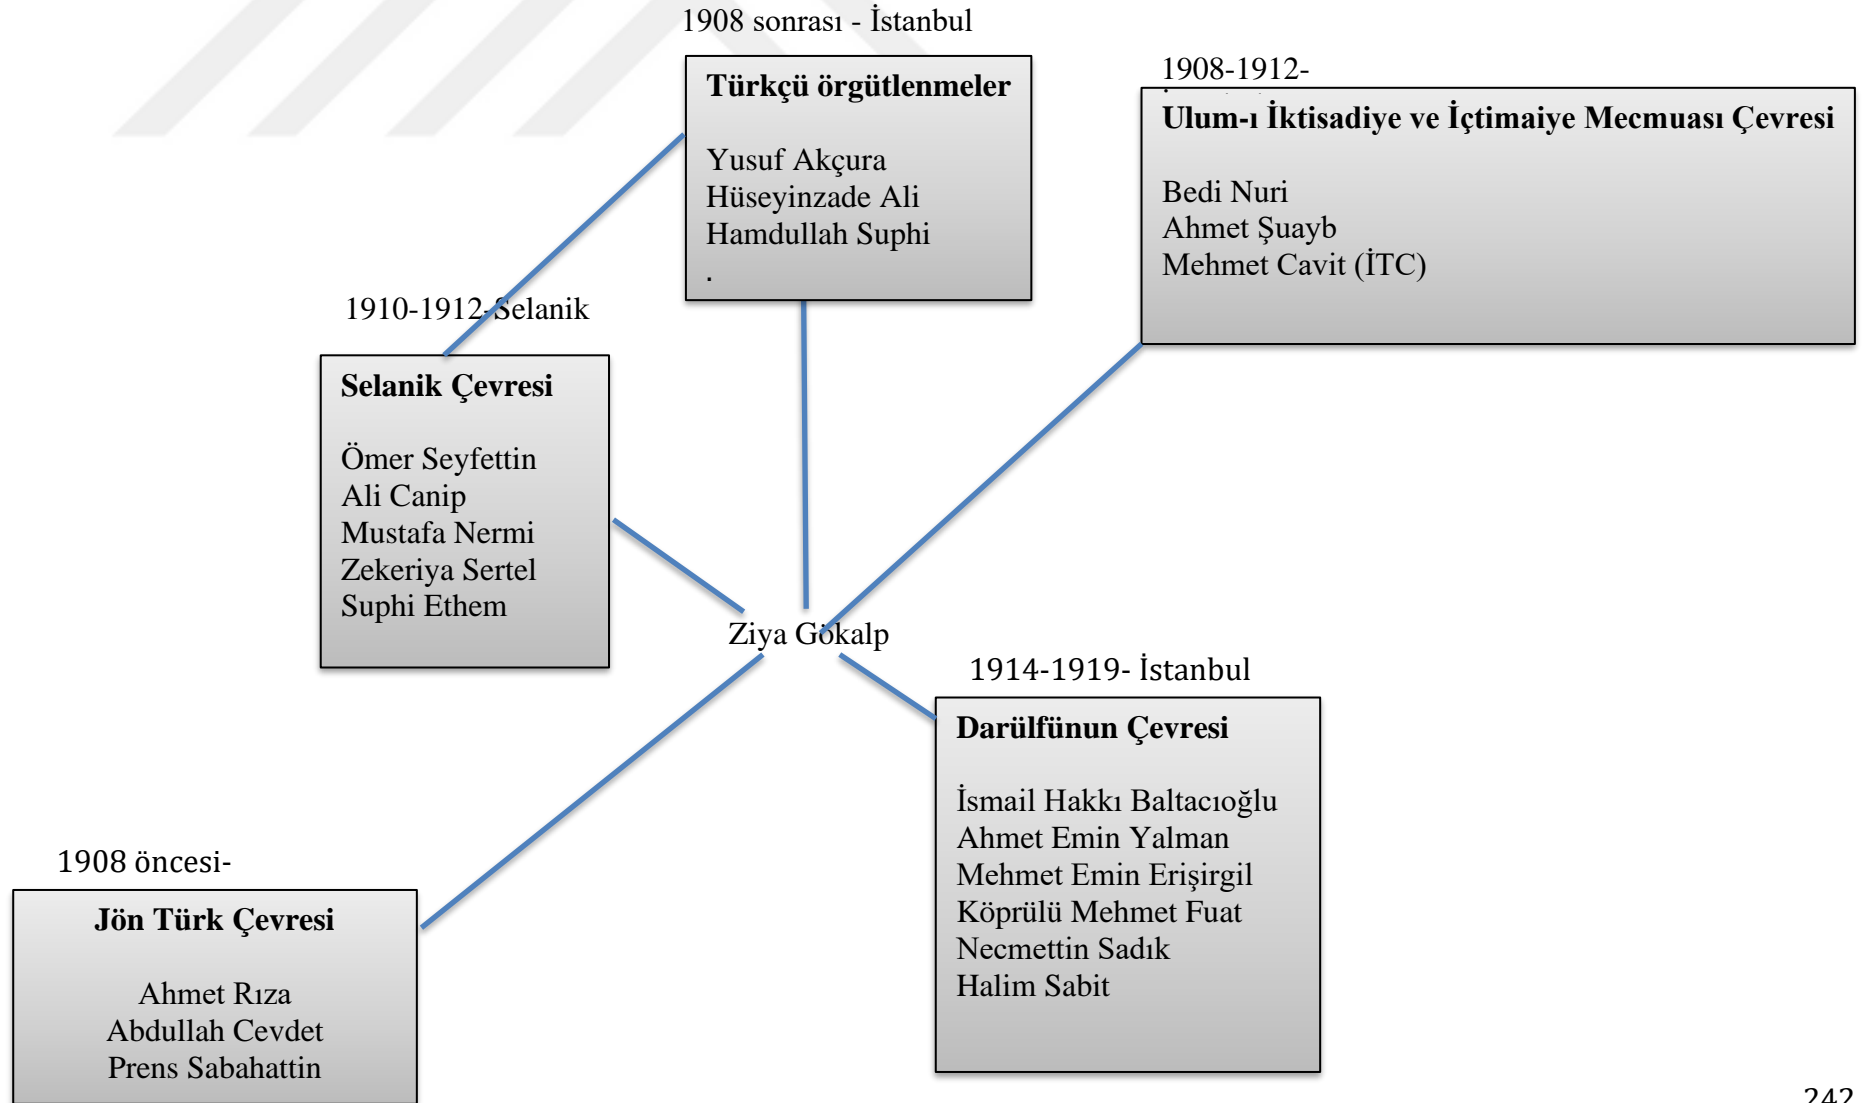 1908 sonrası - İstanbul
Türkçü örgütlenmeler
Yusuf Akçura
Hüseyinzade Ali
Hamdullah Suphi
.
1908-1912-
Ulum-ı İktisadiye ve İçtimaiye Mecmuası Çevresi
Bedi Nuri
Ahmet Şuayb
Mehmet Cavit (İTC)
1910-1912-Selanik
Selanik Çevresi
Ömer Seyfettin
Ali Canip
Mustafa Nermi
Zekeriya Sertel
Suphi Ethem
Ziya Gökalp
1914-1919- İstanbul
Darülfünun Çevresi
İsmail Hakkı Baltacıoğlu
Ahmet Emin Yalman
Mehmet Emin Erişirgil
Köprülü Mehmet Fuat
Necmettin Sadık
Halim Sabit
1908 öncesi-
Jön Türk Çevresi
Ahmet Rıza
Abdullah Cevdet
Prens Sabahattin
242